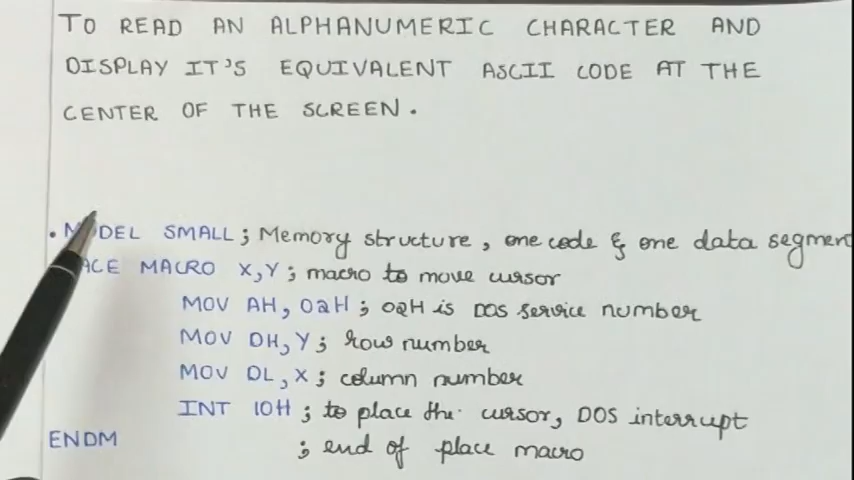 TO READ AN ALPHANUMERIC CHARACTER AND
DISPLAY IT'S EQUIVALENT ASCII CODE AT THE
CENTER OF THE SCREEN.
.MODEL SMALL ; Memory structure, one code & one data segment
ACE MACRO X,Y ; macro to move cursor
MOV AH, 02H ; 02H is DOS service number
MOV DH, Y ; row number
MOV DL, X ; column number
INT 10H ; to place the cursor, DOS interrupt
ENDM ; end of place macro